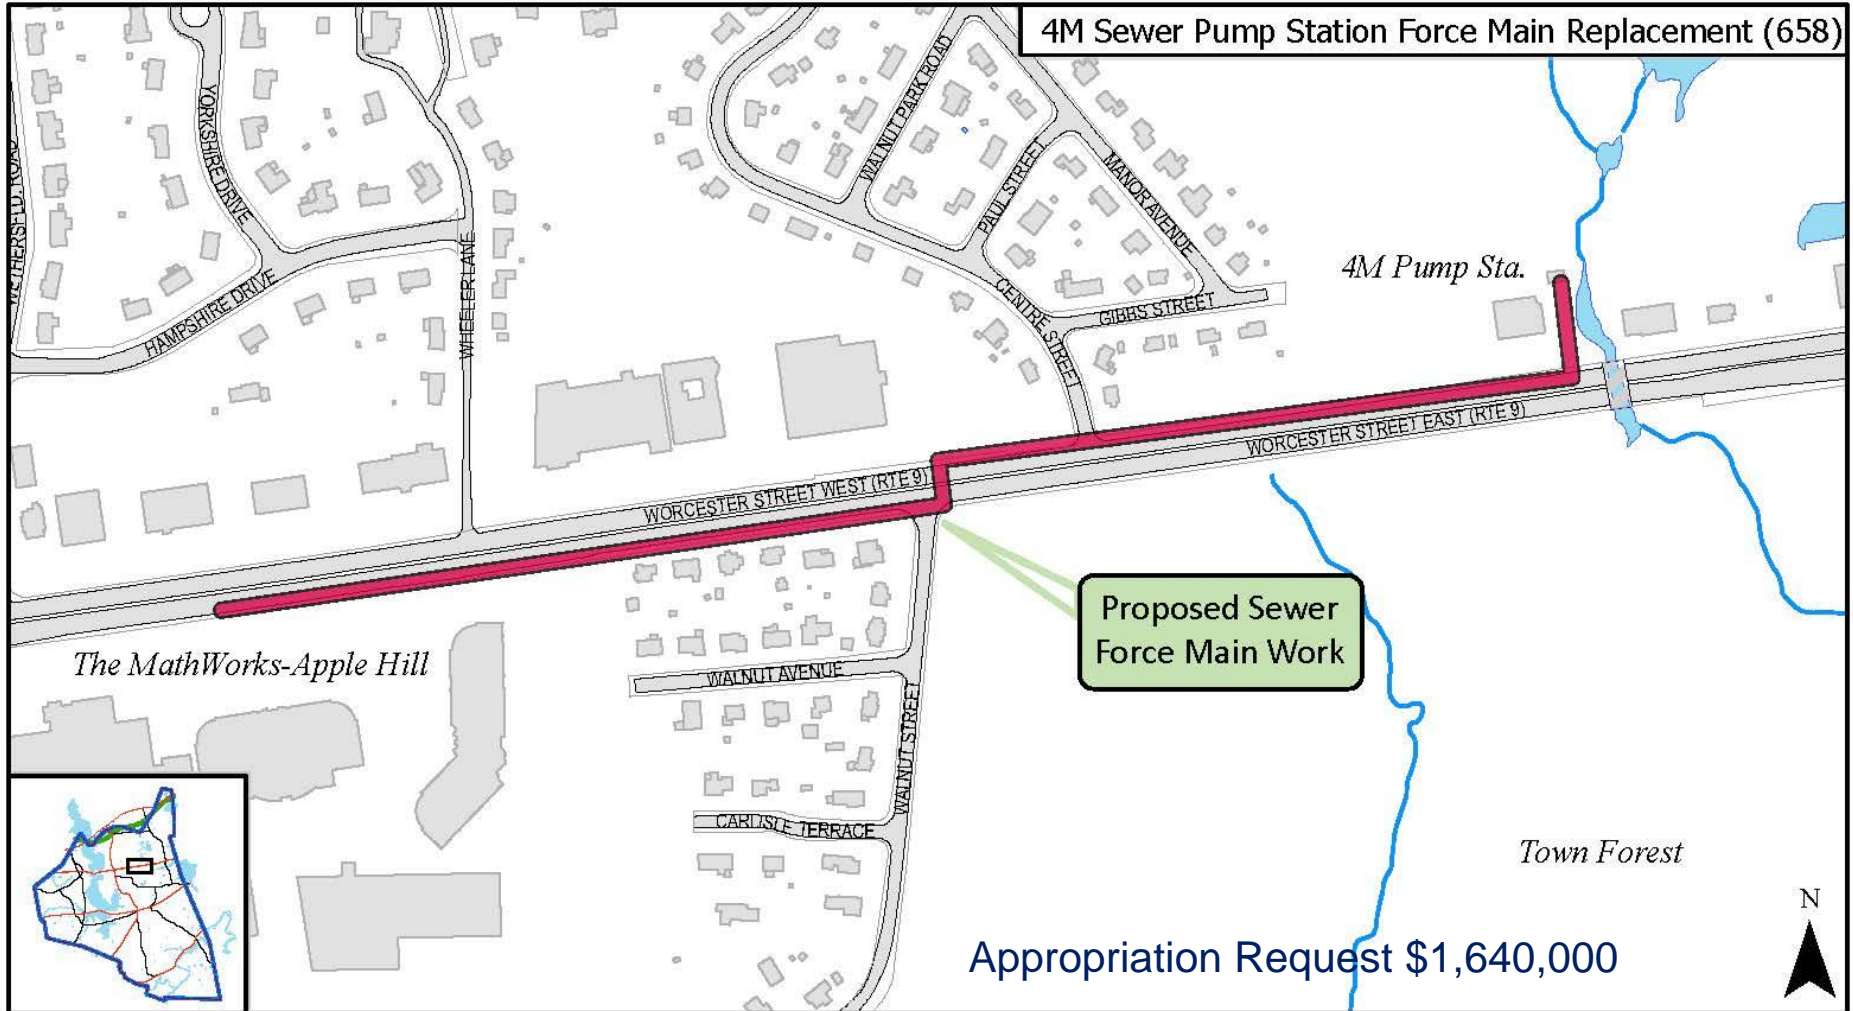 4M Sewer Pump Station Force Main Replacement (658)
WETHERSFLD. ROAD
YORKSHIRE DRIVE
HAMPSHIRE DRIVE
WHEELER LANE
WALNUT PARK ROAD
PAUL STREET
MANOR AVENUE
CENTRE STREET
GIBBS STREET
4M Pump Sta.
WORCESTER STREET WEST (RTE 9)
WORCESTER STREET EAST (RTE 9)
Proposed Sewer
Force Main Work
The MathWorks-Apple Hill
WALNUT AVENUE
WALNUT STREET
CARLISLE TERRACE
Town Forest
N
Appropriation Request $1,640,000